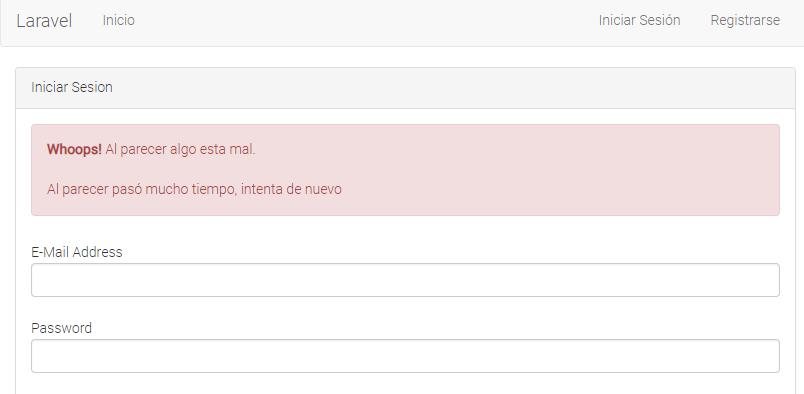 Laravel Inicio Iniciar Sesión Registrarse
Iniciar Sesion
Whoops! Al parecer algo esta mal.
Al parecer pasó mucho tiempo, intenta de nuevo
E-Mail Address
Password